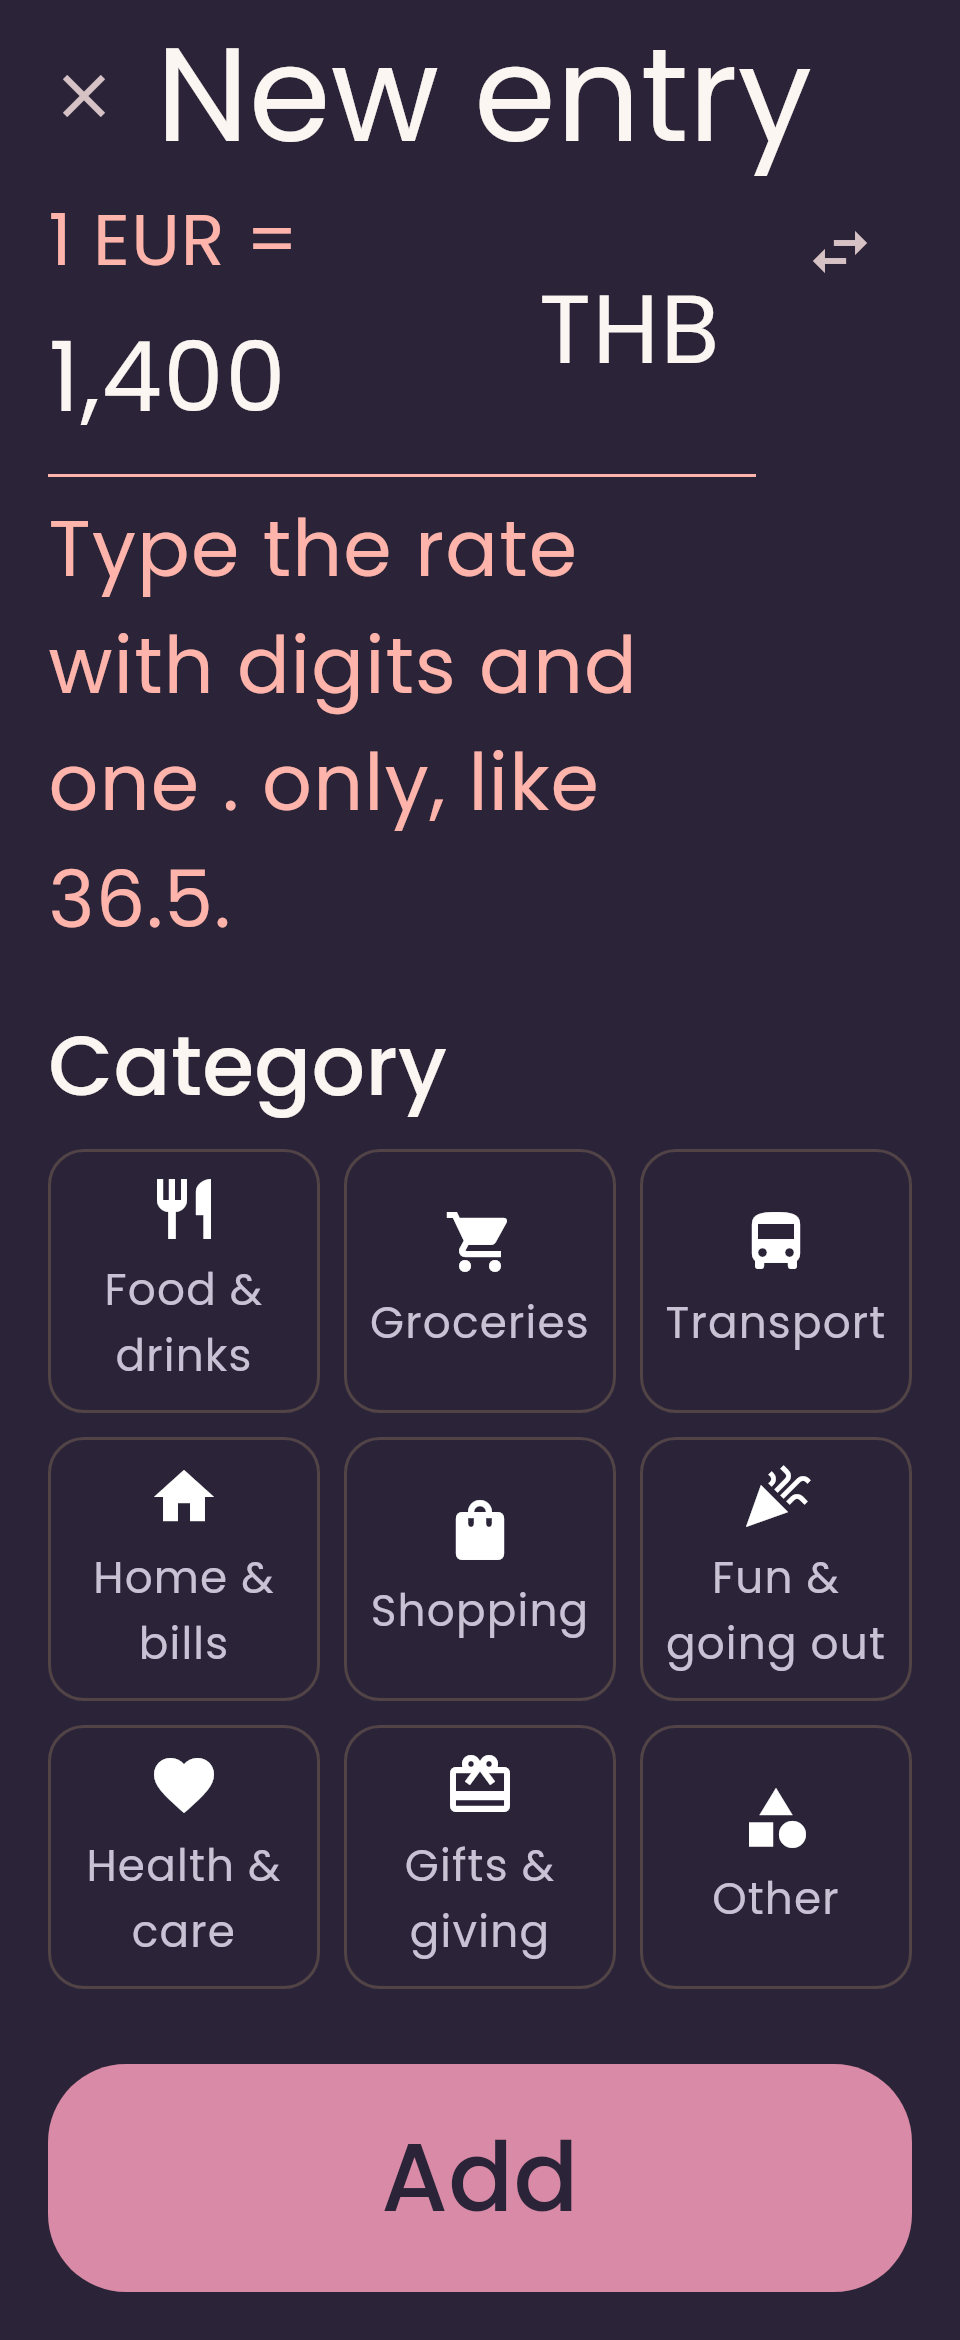 New entry
1 EUR =
1,400
THB
Type the rate
with digits and
one . only, like
36.5.
Category
Food &
drinks
Groceries
Transport
Home &
bills
Shopping
Fun &
going out
Health &
care
Gifts &
giving
Other
Add